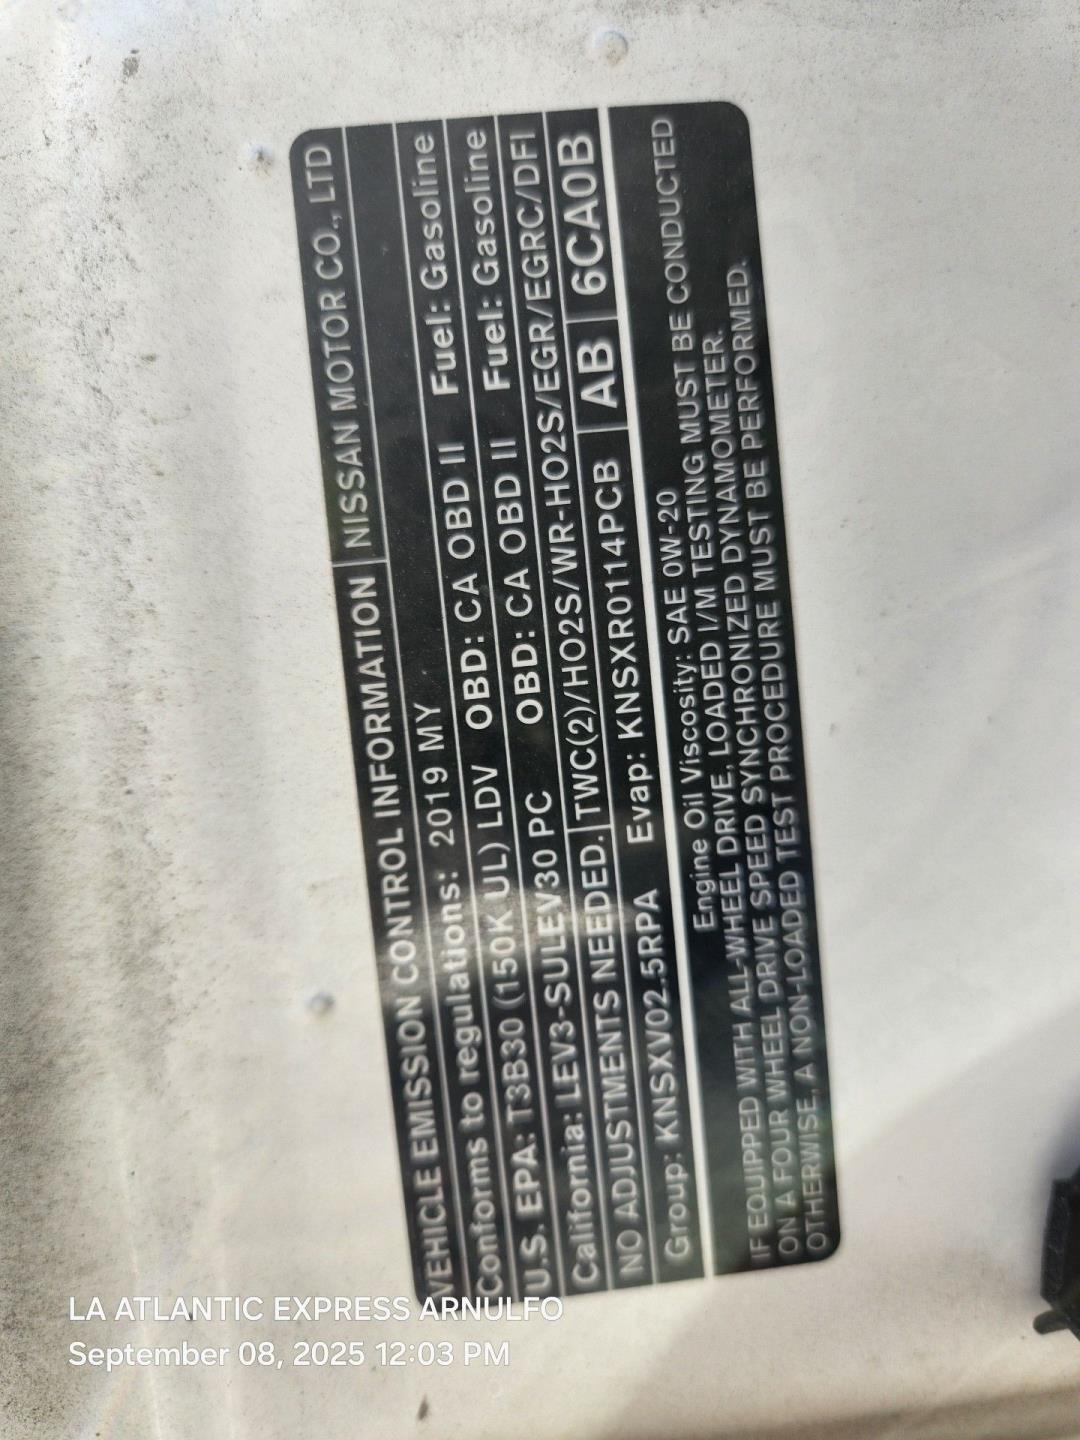 VEHICLE EMISSION CONTROL INFORMATION NISSAN MOTOR CO., LTD
Conforms to regulations: 2019 MY
U.S. EPA: T3B30 (150K UL) LDV OBD: CA OBD II Fuel: Gasoline
California: LEV3-SULEV30 PC OBD: CA OBD II Fuel: Gasoline
NO ADJUSTMENTS NEEDED. TWC(2)/HO2S/WR-HO2S/EGR/EGRC/DFI
Group: KNSXV02.5RPA Evap: KNSXR0114PCB AB 6CA0B
Engine Oil Viscosity: SAE 0W-20
IF EQUIPPED WITH ALL-WHEEL DRIVE, LOADED I/M TESTING MUST BE CONDUCTED
ON A FOUR WHEEL DRIVE SPEED SYNCHRONIZED DYNAMOMETER.
OTHERWISE, A NON-LOADED TEST PROCEDURE MUST BE PERFORMED.
LA ATLANTIC EXPRESS ARNULFO
September 08, 2025 12:03 PM